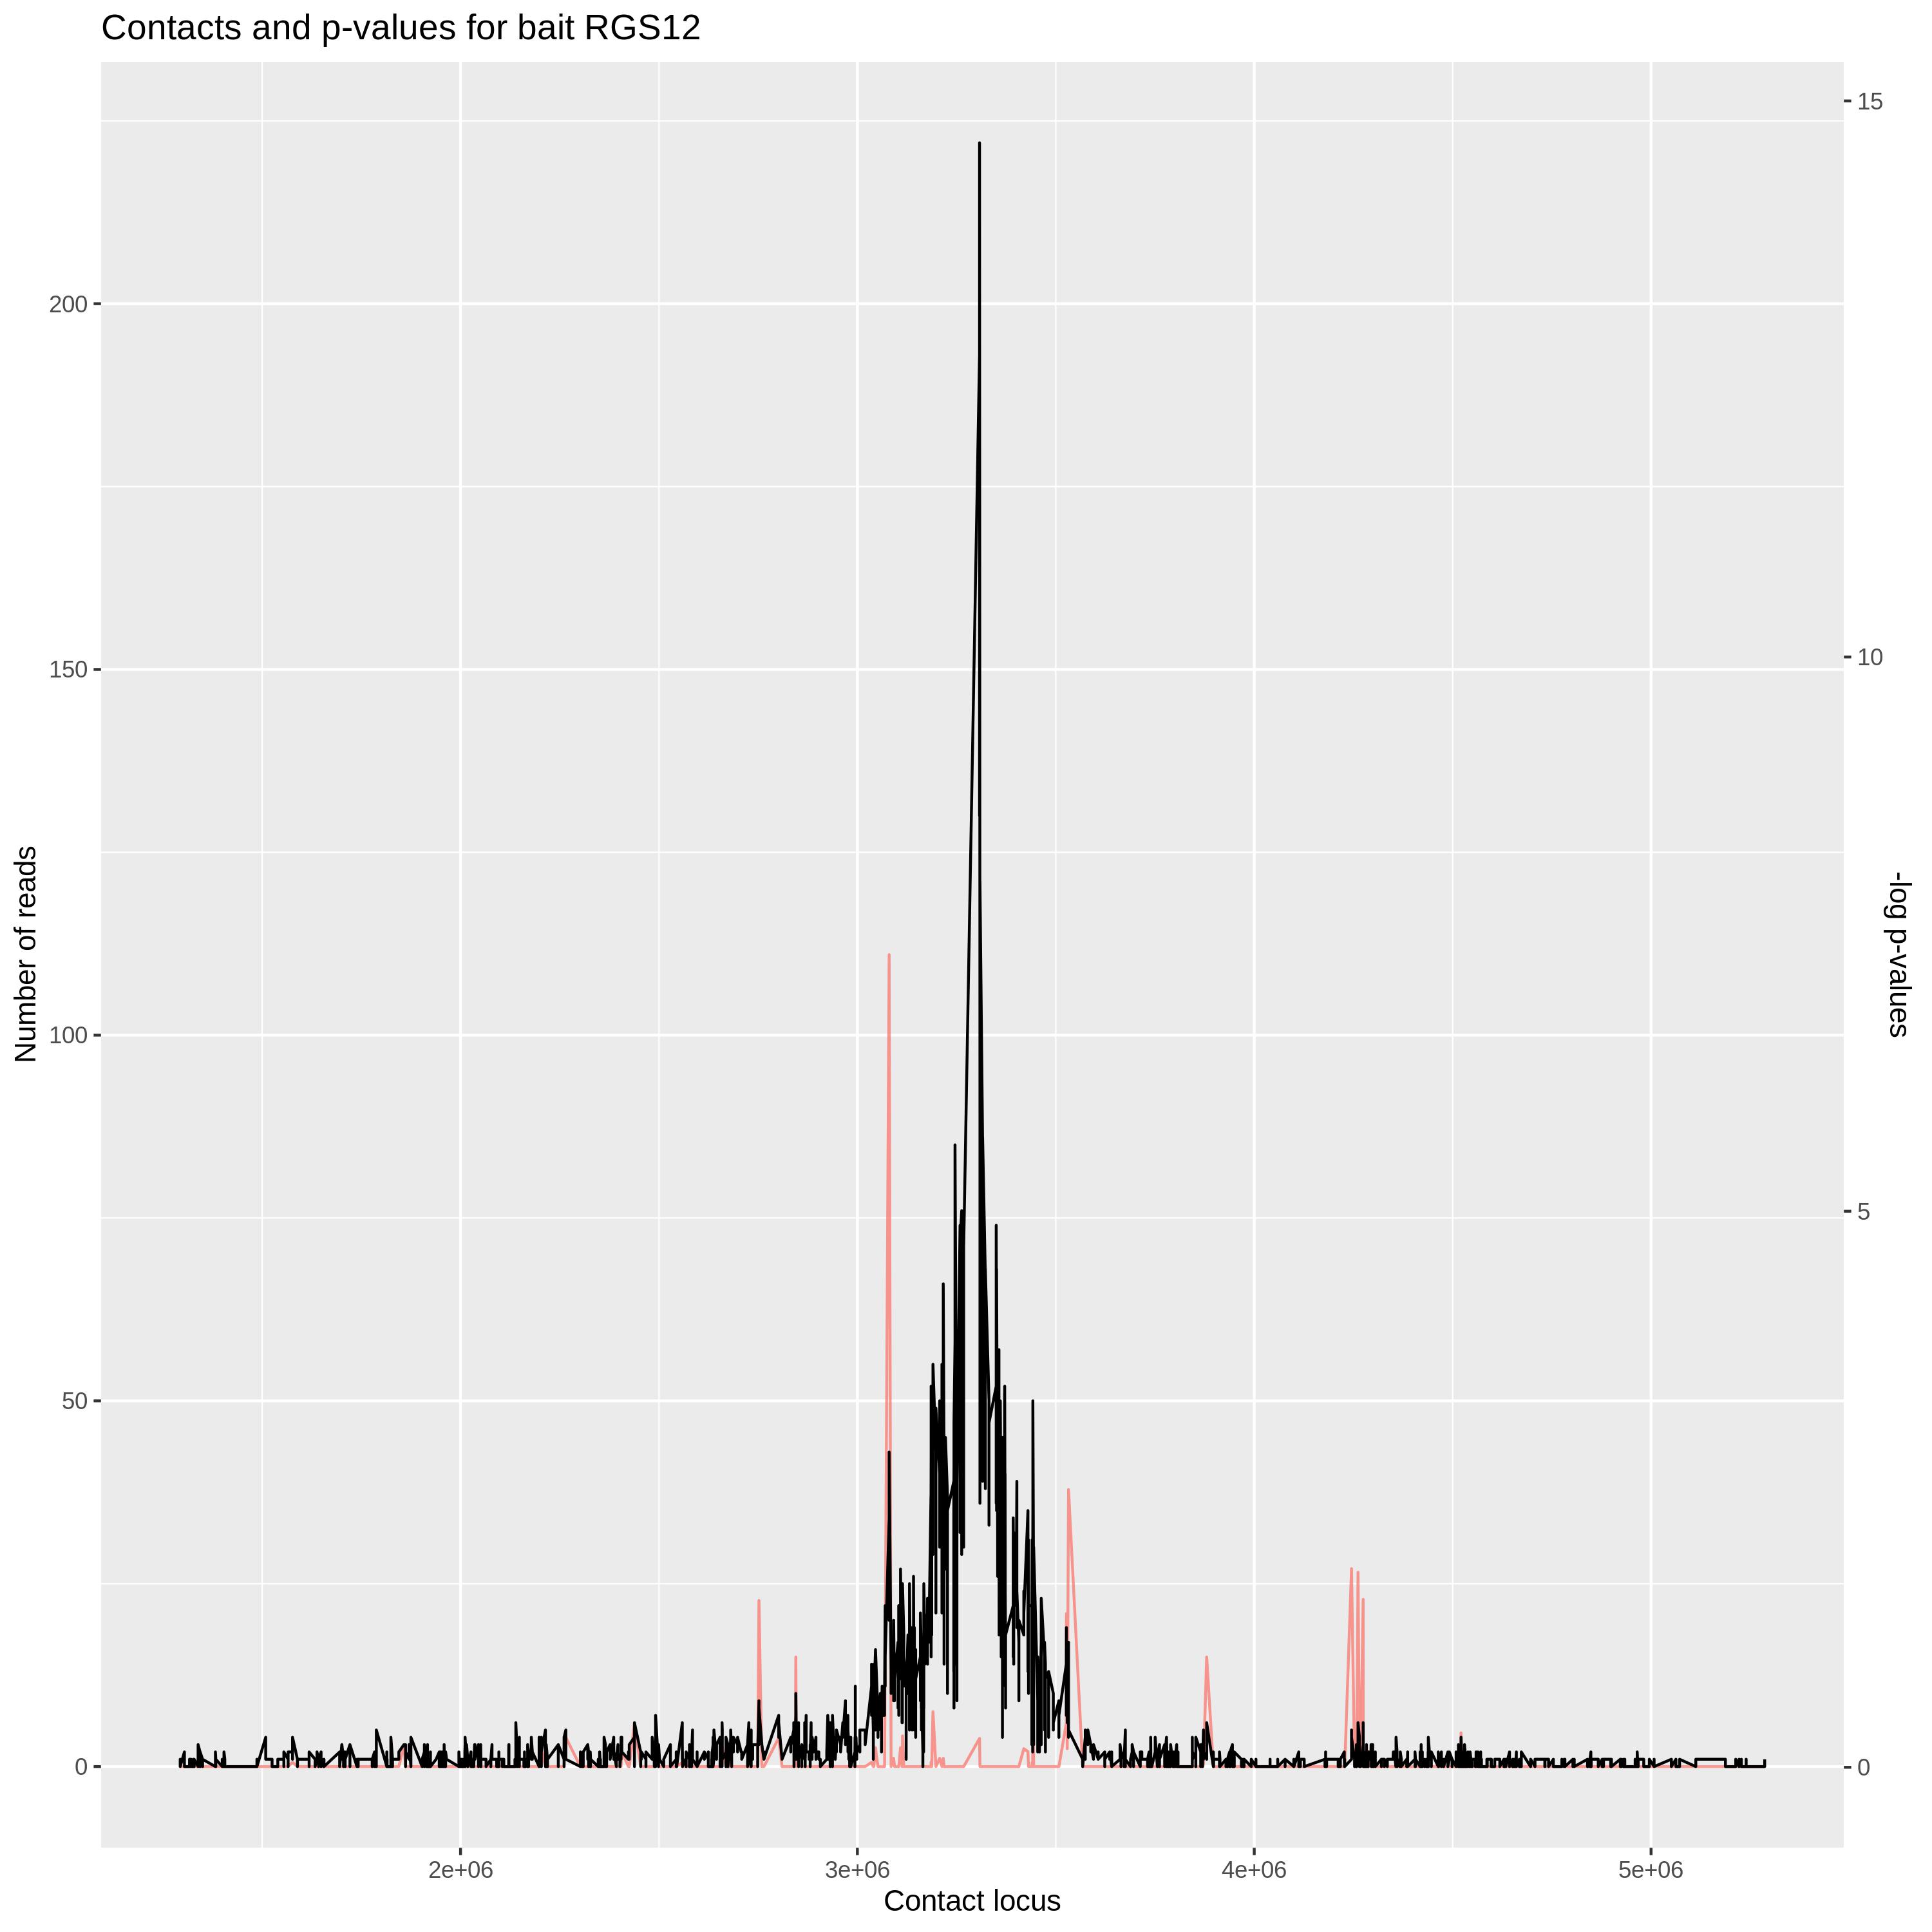 Contacts and p-values for bait RGS12
Number of reads
200
150
100
50
0
15
10
5
0
-log p-values
2e+06
3e+06
4e+06
5e+06
Contact locus